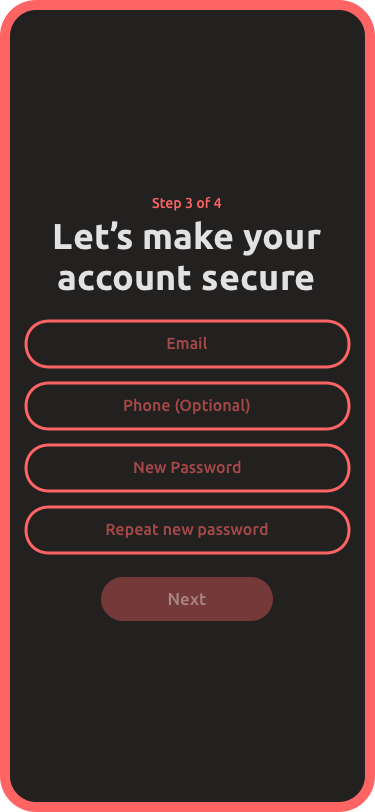 Step 3 of 4
Let’s make your
account secure
Email
Phone (Optional)
New Password
Repeat new password
Next